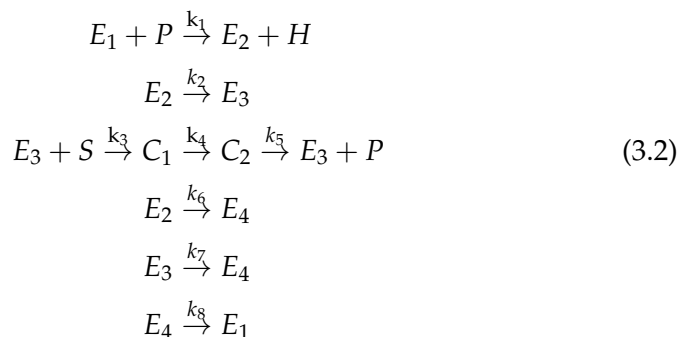 E₁ + P →k₁ E₂ + H
E₂ →k₂ E₃
E₃ + S →k₃ C₁ →k₄ C₂ →k₅ E₃ + P (3.2)
E₂ →k₆ E₄
E₃ →k₇ E₄
E₄ →k₈ E₁